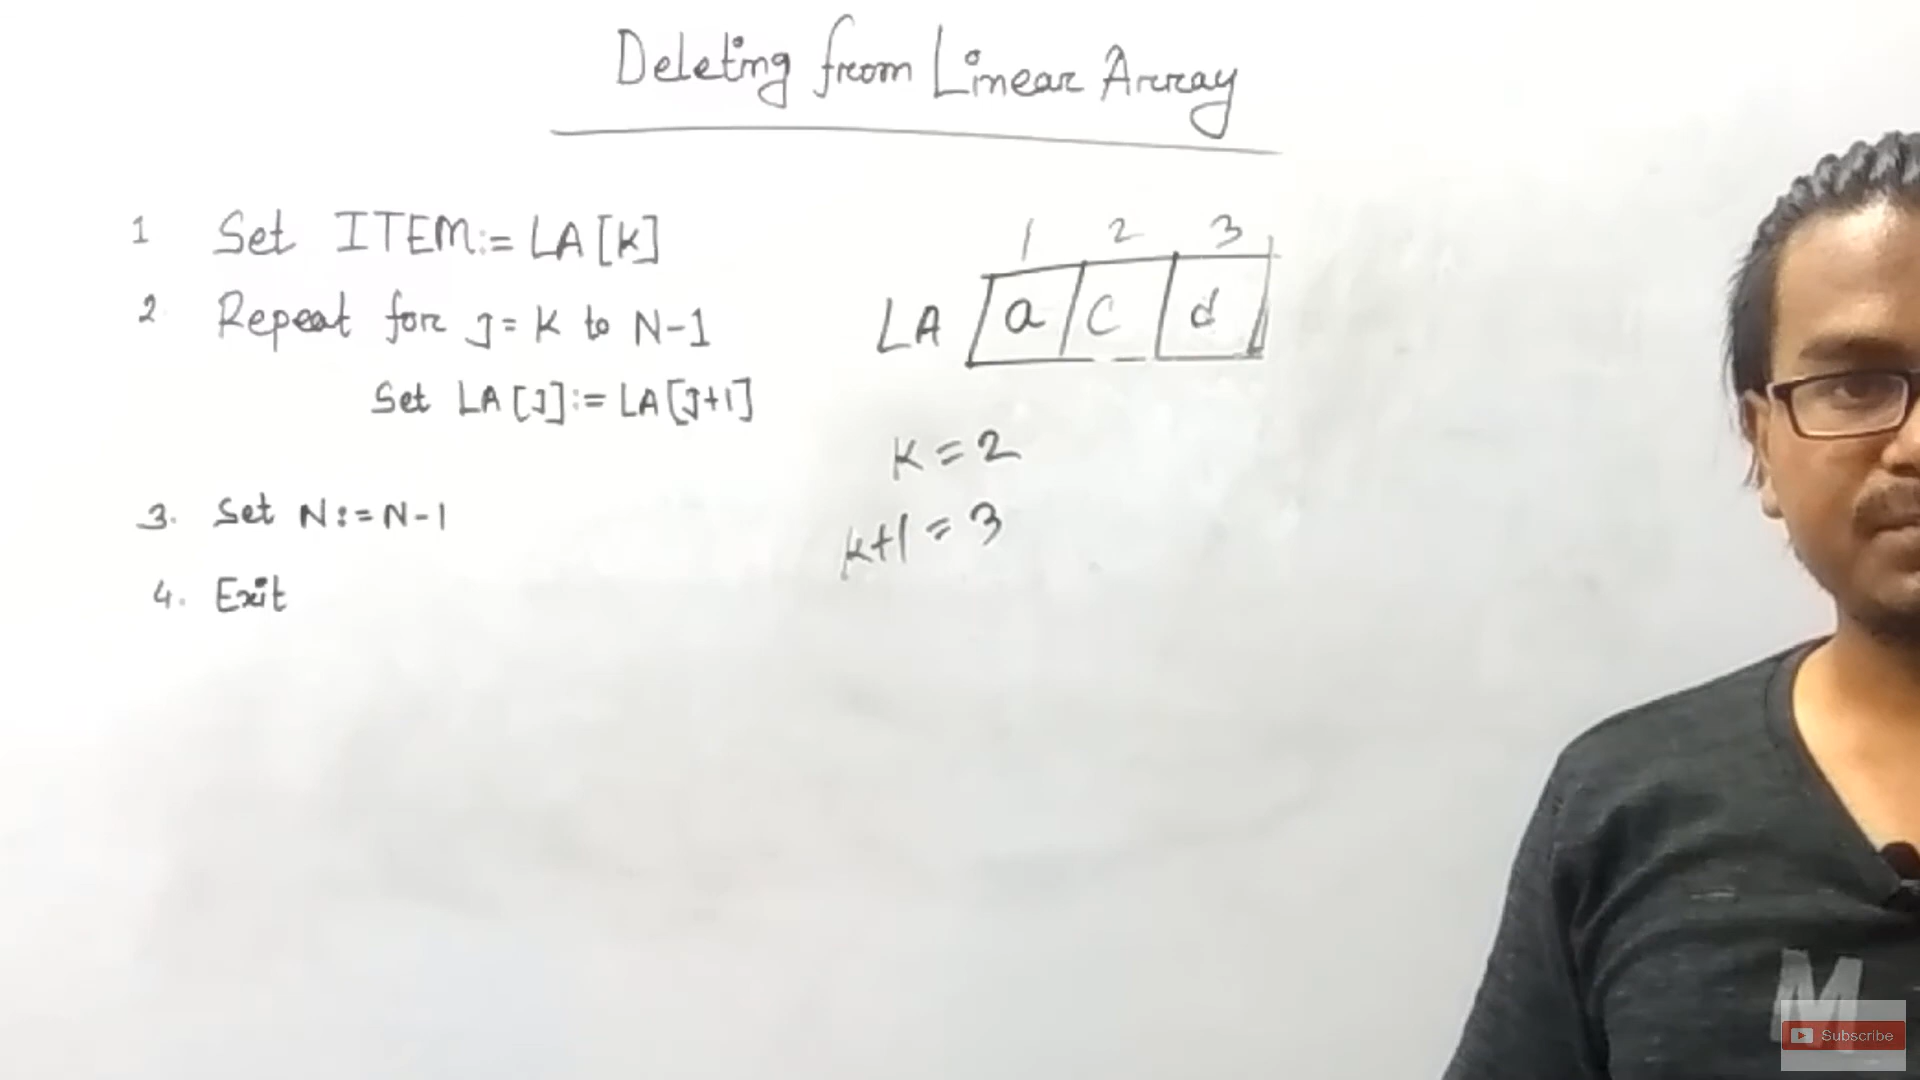 Deleting from Linear Array
1 Set ITEM:= LA[K]
2 Repeat for J= K to N-1
Set LA[J]:= LA[J+1]
3. Set N:=N-1
4. Exit
1 2 3
LA a c d
K=2
K+1=3
M
Subscribe